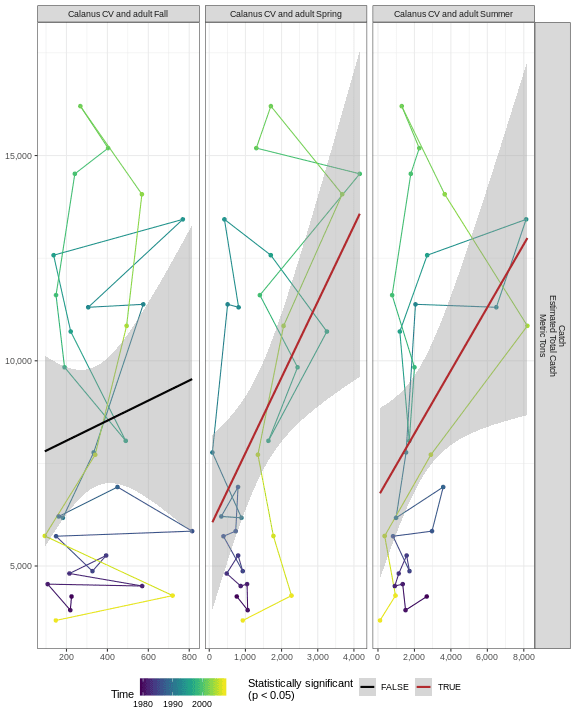 Calanus CV and adult Fall
Calanus CV and adult Spring
Calanus CV and adult Summer
15,000
10,000
5,000
Catch
Estimated Total Catch
Metric Tons
200 400 600 800
0 1,000 2,000 3,000 4,000
0 2,000 4,000 6,000 8,000
Time
1980 1990 2000
Statistically significant
(p < 0.05)
FALSE
TRUE